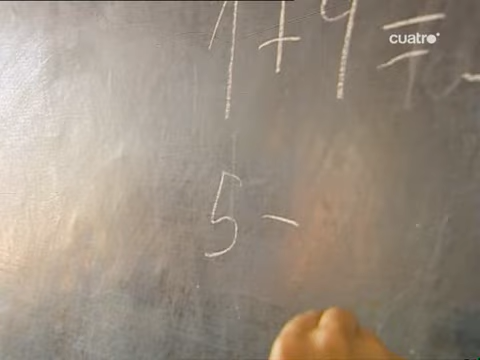 1+9=
cuatro
5-